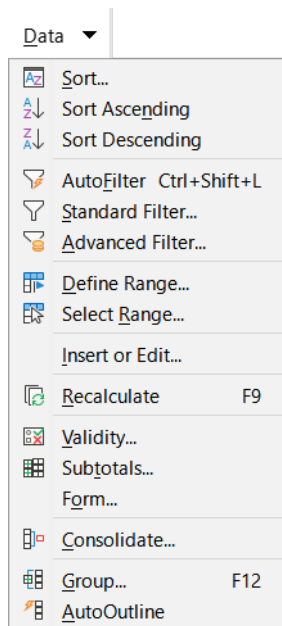 Data
Sort...
Sort Ascending
Sort Descending
AutoFilter Ctrl+Shift+L
Standard Filter...
Advanced Filter...
Define Range...
Select Range...
Insert or Edit...
Recalculate F9
Validity...
Subtotals...
Form...
Consolidate...
Group... F12
AutoOutline